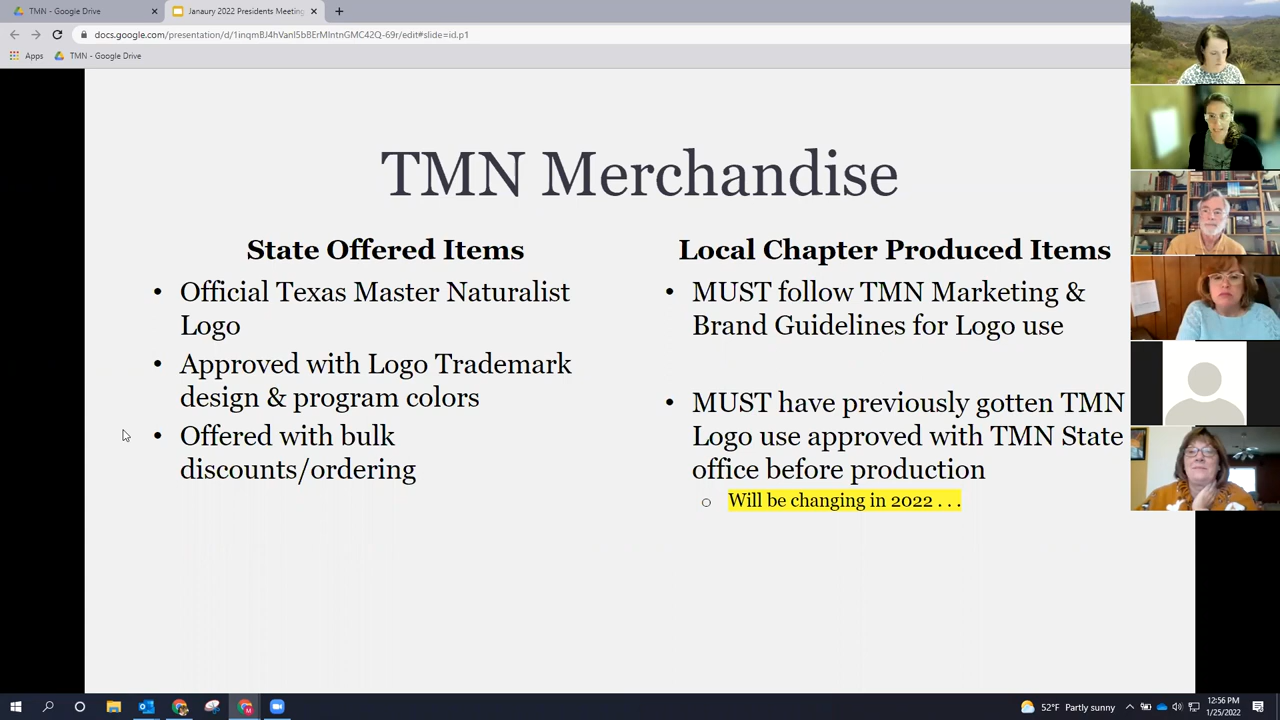 TMN - Google Drive
Janaury 2022 Presidents Meeting
docs.google.com/presentation/d/1inqmBJ4hVanI5bBErMIntnGMC42Q-69r/edit#slide=id.p1
Apps
TMN - Google Drive
TMN Merchandise
State Offered Items
• Official Texas Master Naturalist
Logo
• Approved with Logo Trademark
design & program colors
• Offered with bulk
discounts/ordering
Local Chapter Produced Items
• MUST follow TMN Marketing &
Brand Guidelines for Logo use
• MUST have previously gotten TMN
Logo use approved with TMN State
office before production
○ Will be changing in 2022 . . .
52°F Partly sunny
12:56 PM
1/25/2022